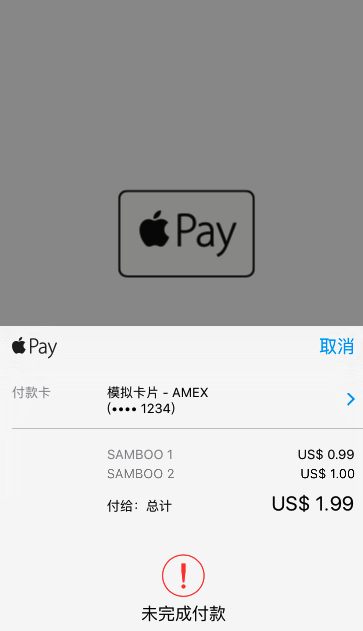 Pay
Pay
取消
付款卡
模拟卡片 - AMEX
(•••• 1234)
SAMBOO 1
US$ 0.99
SAMBOO 2
US$ 1.00
付给：总计
US$ 1.99
!
未完成付款